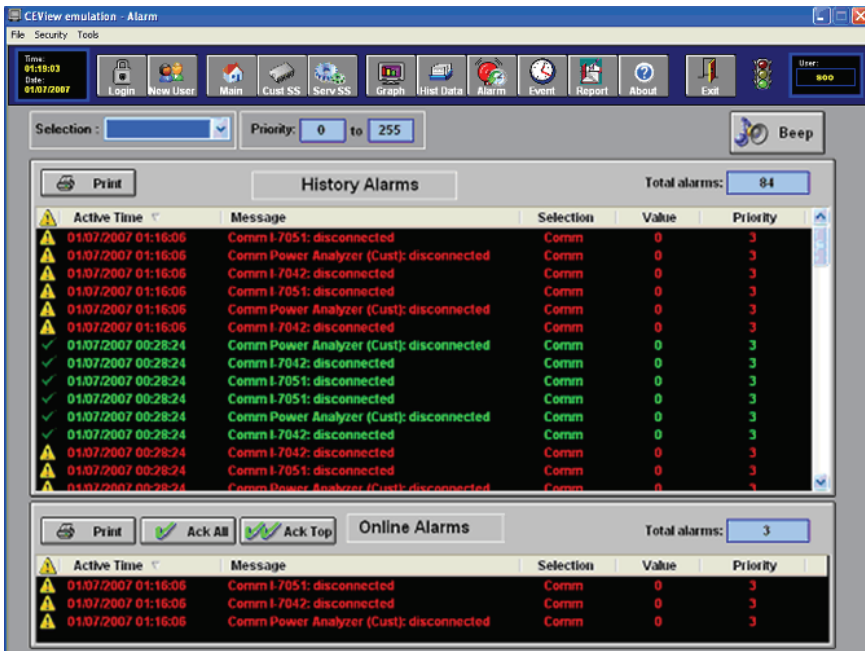 CEView emulation - Alarm
File Security Tools
Time:
01:19:03
Date:
01/07/2007
Login New User Main Cust SS Serv SS Graph Hist Data Alarm Event Report About Exit
User:
soo
Selection : Priority: 0 to 255 Beep
Print History Alarms Total alarms: 84
Active Time Message Selection Value Priority
01/07/2007 01:16:06 Comm I-7051: disconnected Comm 0 3
01/07/2007 01:16:06 Comm Power Analyzer (Cust): disconnected Comm 0 3
01/07/2007 01:16:06 Comm I-7042: disconnected Comm 0 3
01/07/2007 01:16:06 Comm I-7051: disconnected Comm 0 3
01/07/2007 01:16:06 Comm Power Analyzer (Cust): disconnected Comm 0 3
01/07/2007 01:16:06 Comm I-7042: disconnected Comm 0 3
01/07/2007 00:28:24 Comm Power Analyzer (Cust): disconnected Comm 0 3
01/07/2007 00:28:24 Comm I-7042: disconnected Comm 0 3
01/07/2007 00:28:24 Comm I-7051: disconnected Comm 0 3
01/07/2007 00:28:24 Comm Power Analyzer (Cust): disconnected Comm 0 3
01/07/2007 00:28:24 Comm I-7042: disconnected Comm 0 3
01/07/2007 00:28:24 Comm I-7042: disconnected Comm 0 3
01/07/2007 00:28:24 Comm I-7051: disconnected Comm 0 3
01/07/2007 00:28:24 Comm Power Analyzer (Cust): disconnected Comm 0 3
Print Ack All Ack Top Online Alarms Total alarms: 3
Active Time Message Selection Value Priority
01/07/2007 01:16:06 Comm I-7051: disconnected Comm 0 3
01/07/2007 01:16:06 Comm I-7042: disconnected Comm 0 3
01/07/2007 01:16:06 Comm Power Analyzer (Cust): disconnected Comm 0 3